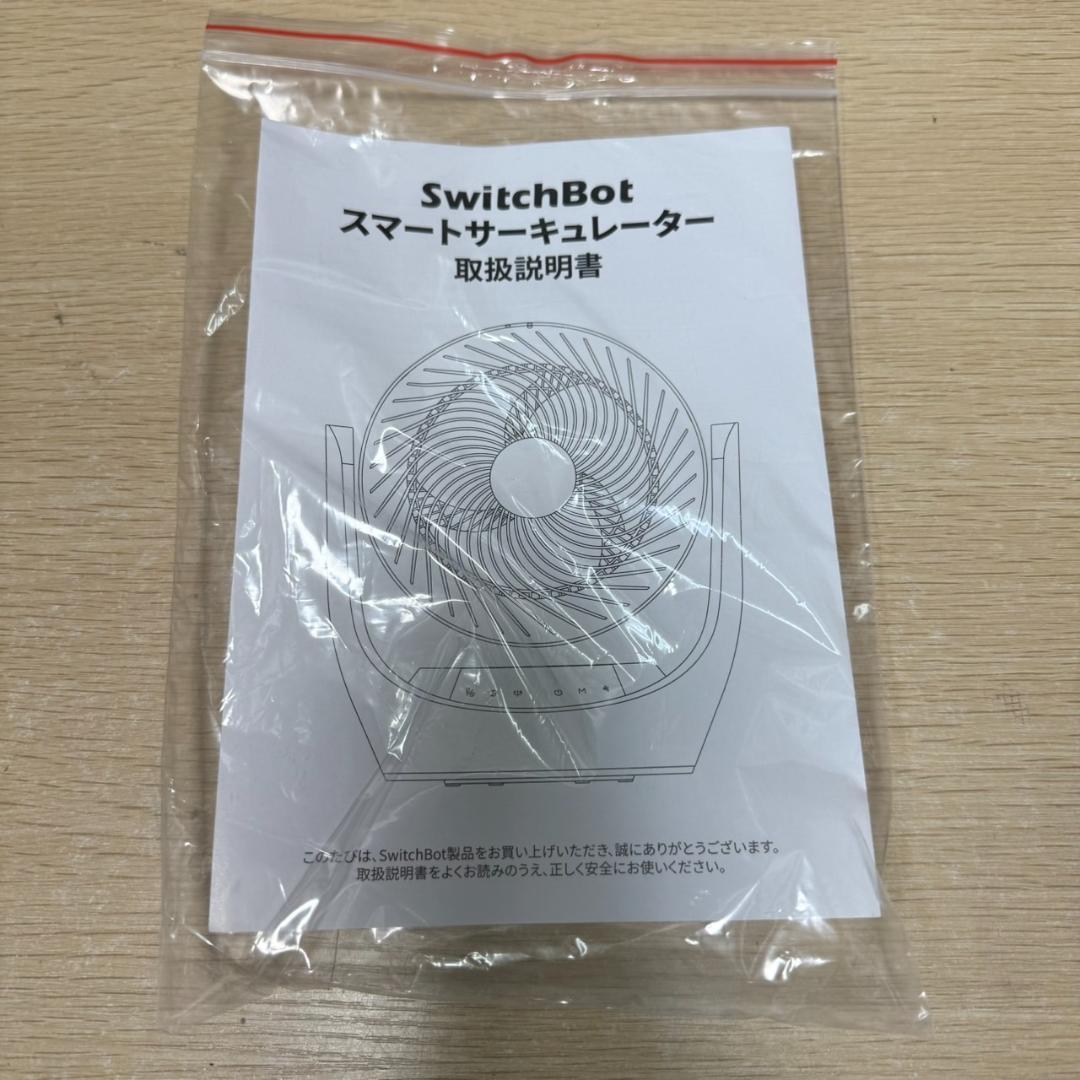 SwitchBot
スマートサーキュレーター
取扱説明書
M
このたびは、SwitchBot製品をお買い上げいただき、誠にありがとうございます。
取扱説明書をよくお読みのうえ、正しく安全にお使いください。